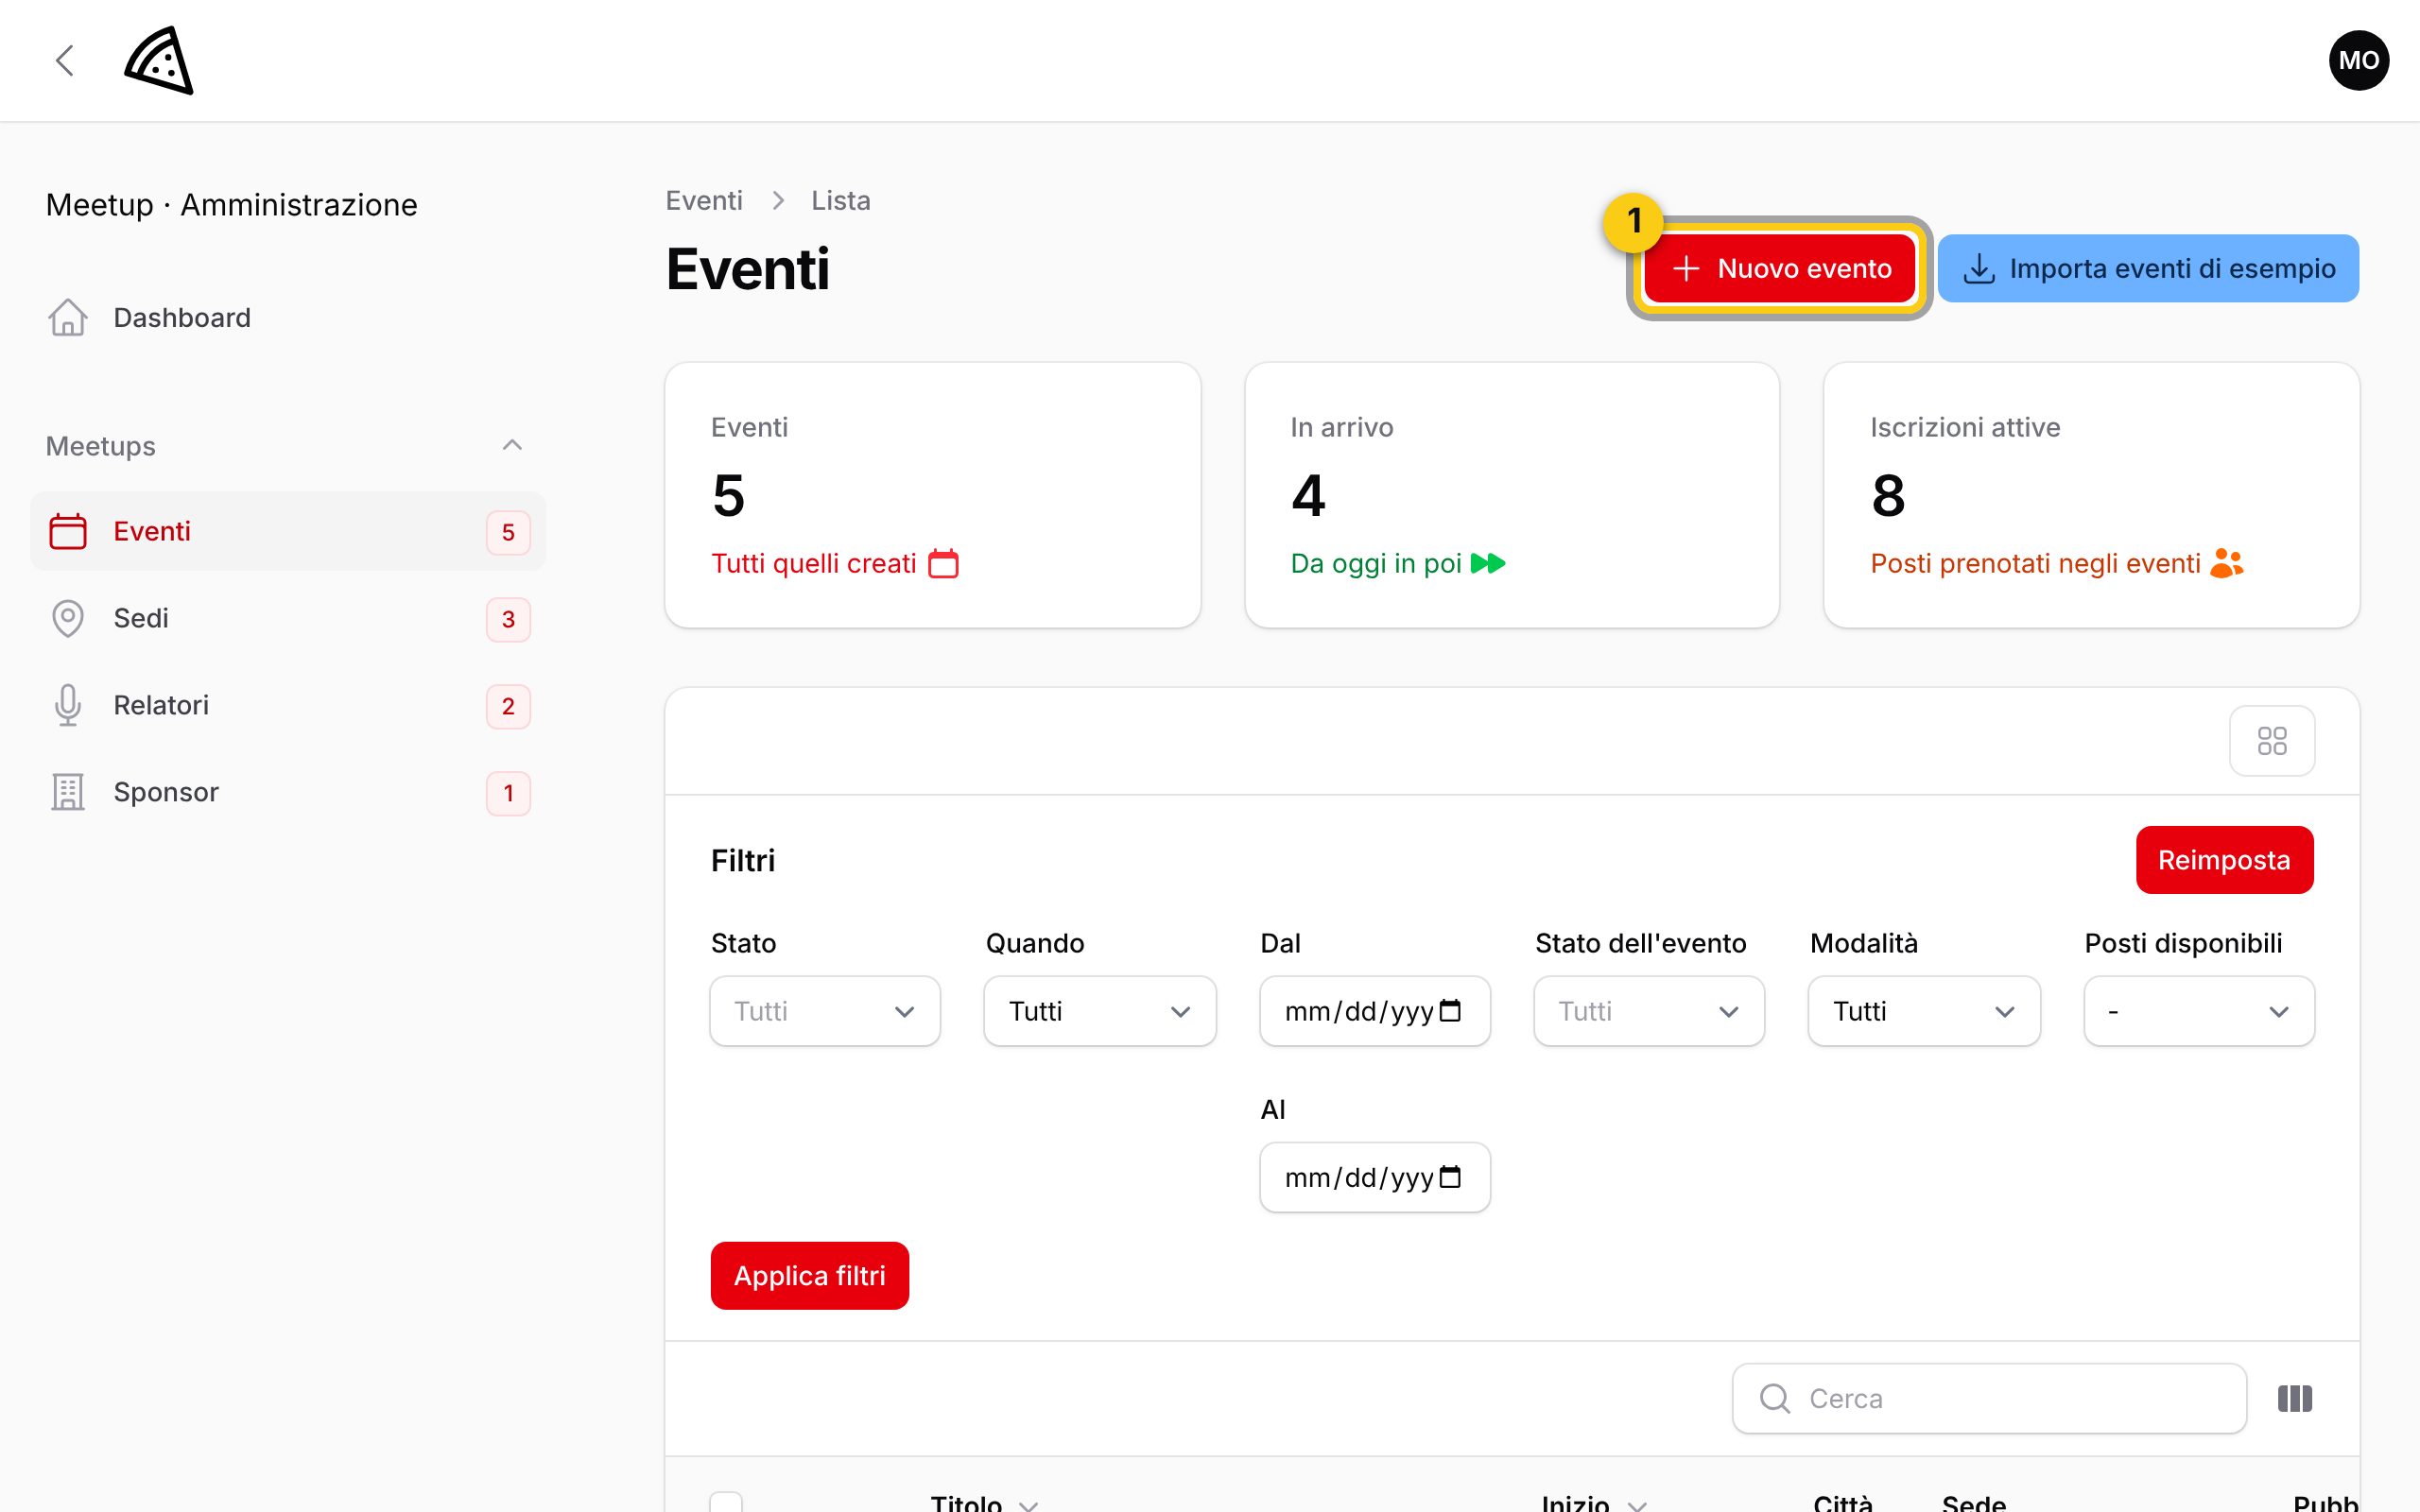 MO
Meetup · Amministrazione
Dashboard
Meetups
Eventi 5
Sedi 3
Relatori 2
Sponsor 1
Eventi > Lista
Eventi
1
+ Nuovo evento
Importa eventi di esempio
Eventi
5
Tutti quelli creati
In arrivo
4
Da oggi in poi
Iscrizioni attive
8
Posti prenotati negli eventi
Filtri
Reimposta
Stato Quando Dal Stato dell'evento Modalità Posti disponibili
Tutti Tutti mm/dd/yyy Tutti Tutti -
Al
mm/dd/yyy
Applica filtri
Cerca
Titolo Inizio Città Sede Pubb